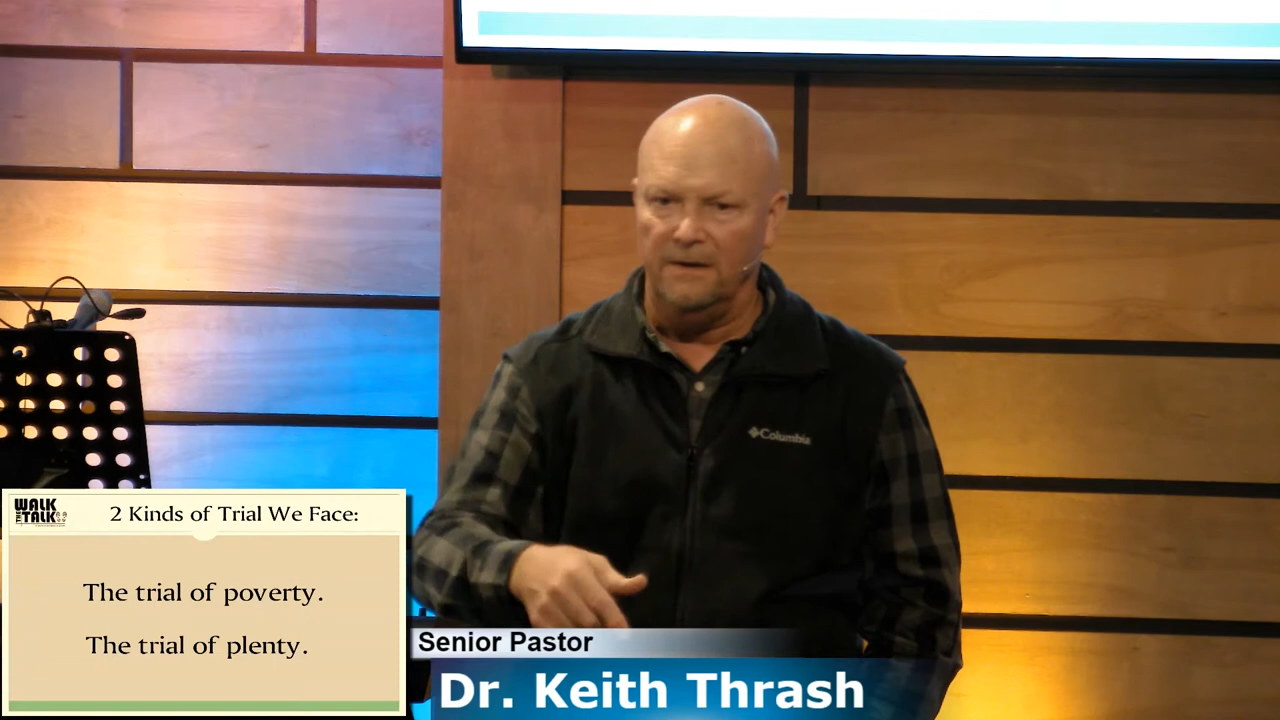 Columbia
WALK
THE TALK
2 Kinds of Trial We Face:
The trial of poverty.
The trial of plenty.
Senior Pastor
Dr. Keith Thrash